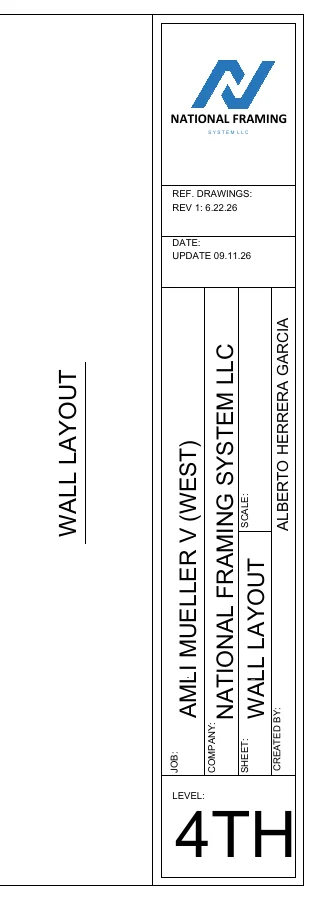 NATIONAL FRAMING
SYSTEM LLC
REF. DRAWINGS:
REV 1: 6.22.26
DATE:
UPDATE 09.11.26
WALL LAYOUT
JOB:
AMLI MUELLER V (WEST)
COMPANY:
NATIONAL FRAMING SYSTEM LLC
SHEET:
WALL LAYOUT
SCALE:
CREATED BY:
ALBERTO HERRERA GARCIA
LEVEL:
4TH